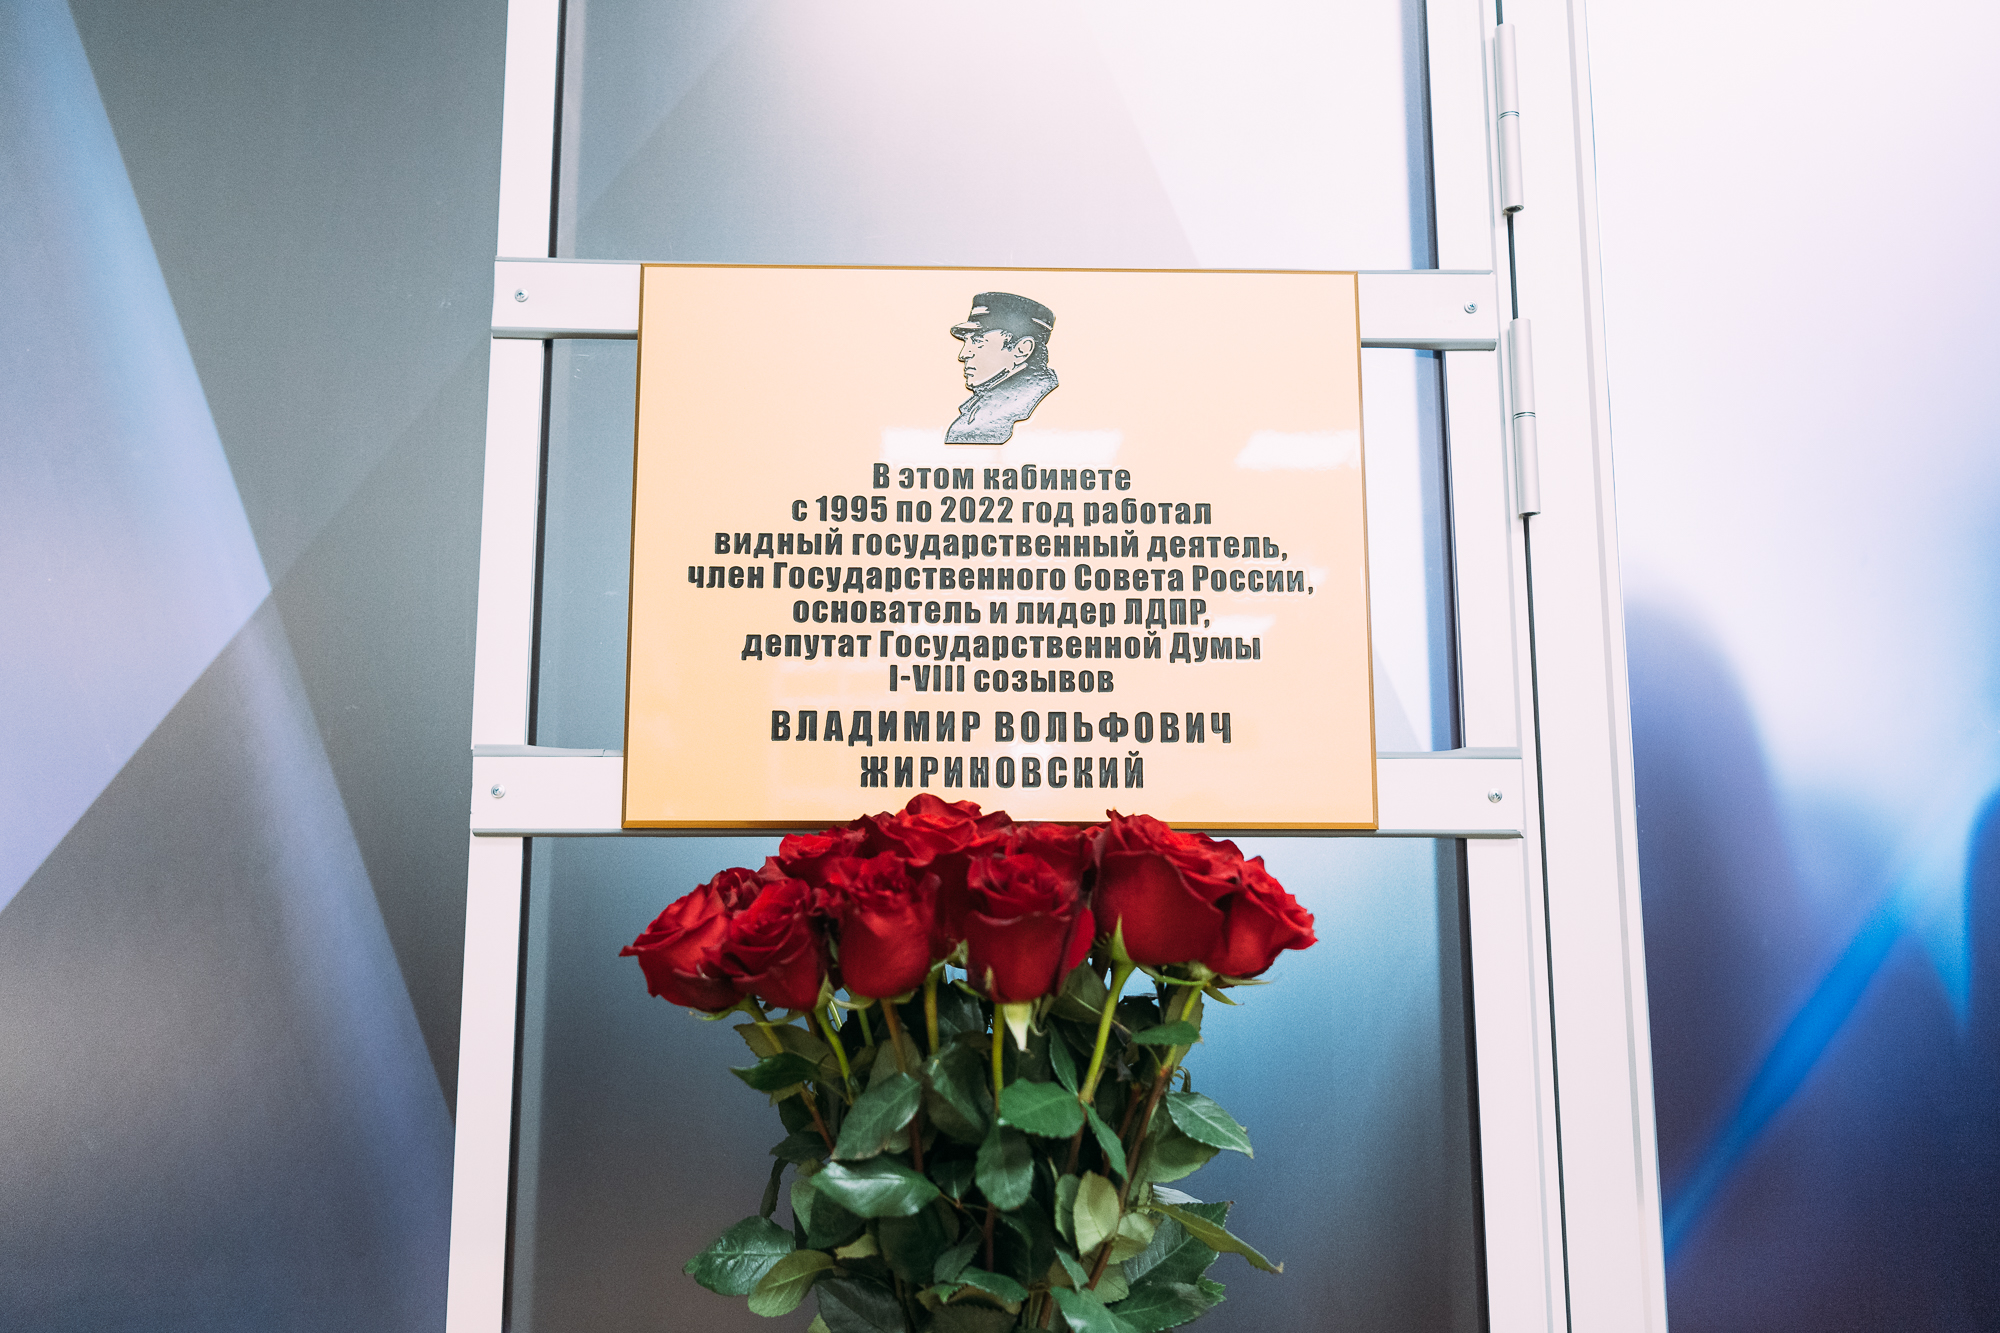 В этом кабинете
с 1995 по 2022 год работал
видный государственный деятель,
член Государственного Совета России,
основатель и лидер ЛДПР,
депутат Государственной Думы
I-VIII созывов
ВЛАДИМИР ВОЛЬФОВИЧ
ЖИРИНОВСКИЙ